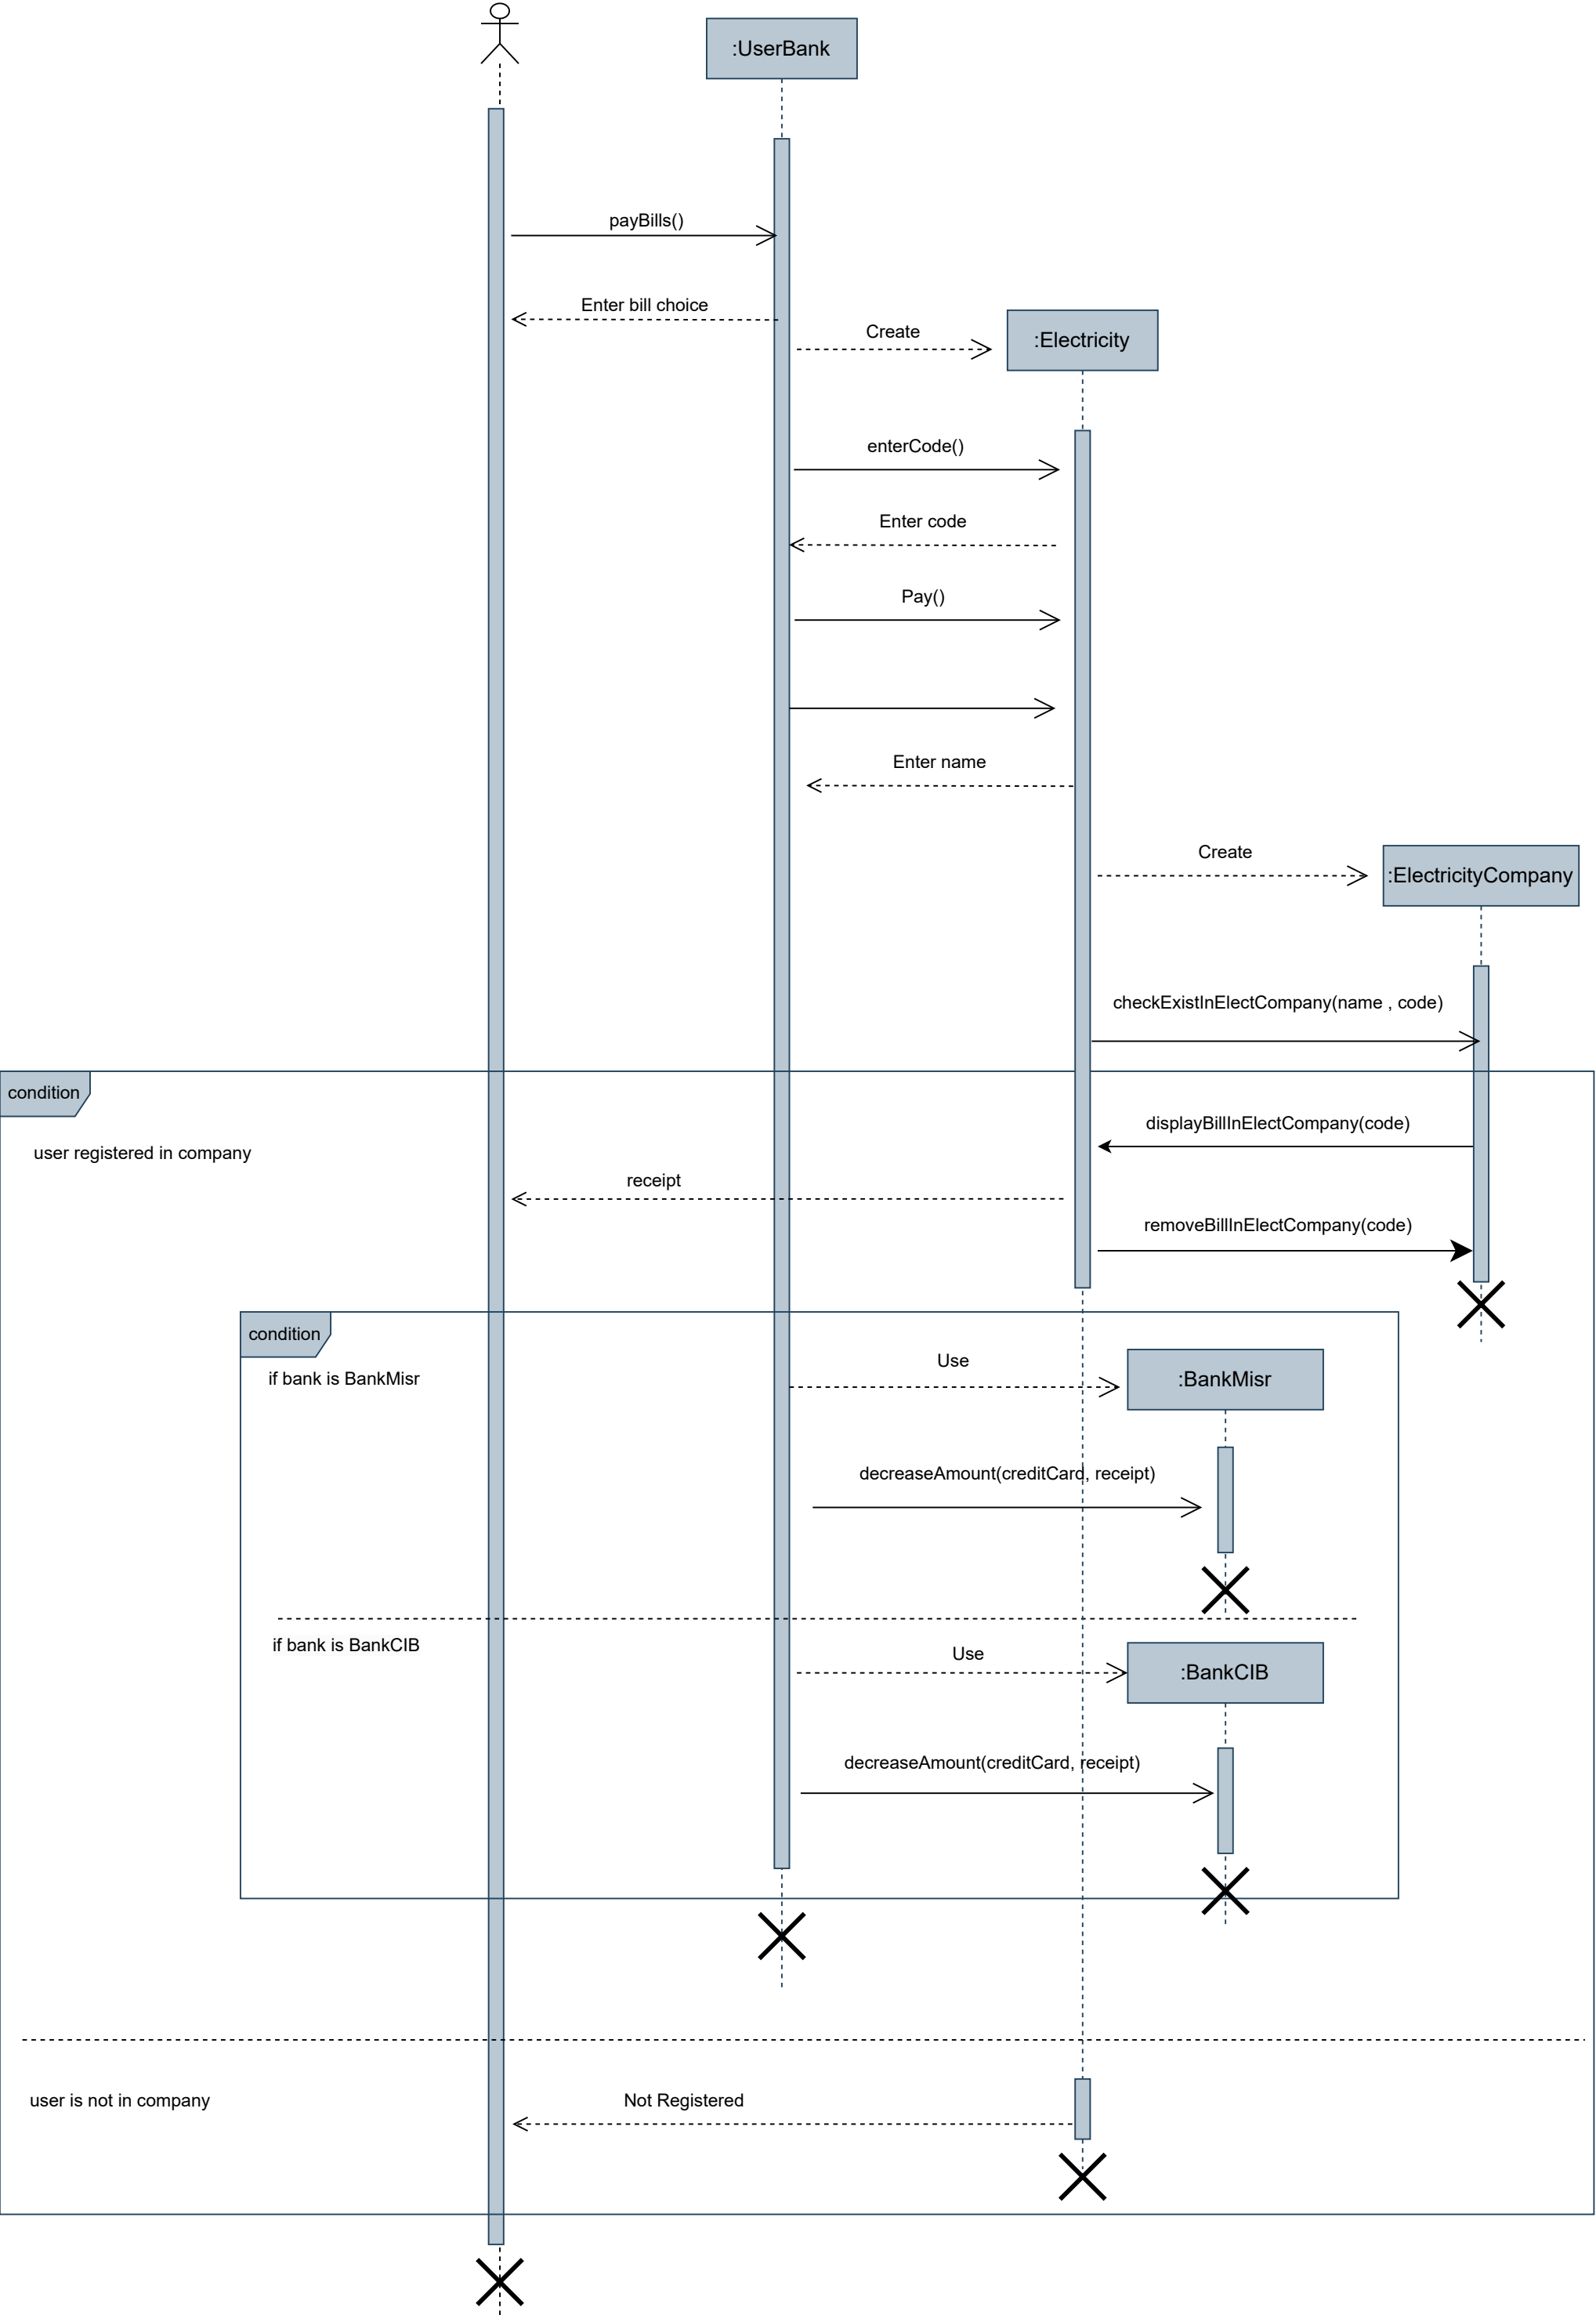 :UserBank
payBills()
Enter bill choice
Create
:Electricity
enterCode()
Enter code
Pay()
Enter name
Create
:ElectricityCompany
checkExistInElectCompany(name , code)
condition
displayBillInElectCompany(code)
user registered in company
receipt
removeBillInElectCompany(code)
condition
Use
if bank is BankMisr
:BankMisr
decreaseAmount(creditCard, receipt)
if bank is BankCIB
Use
:BankCIB
decreaseAmount(creditCard, receipt)
user is not in company
Not Registered